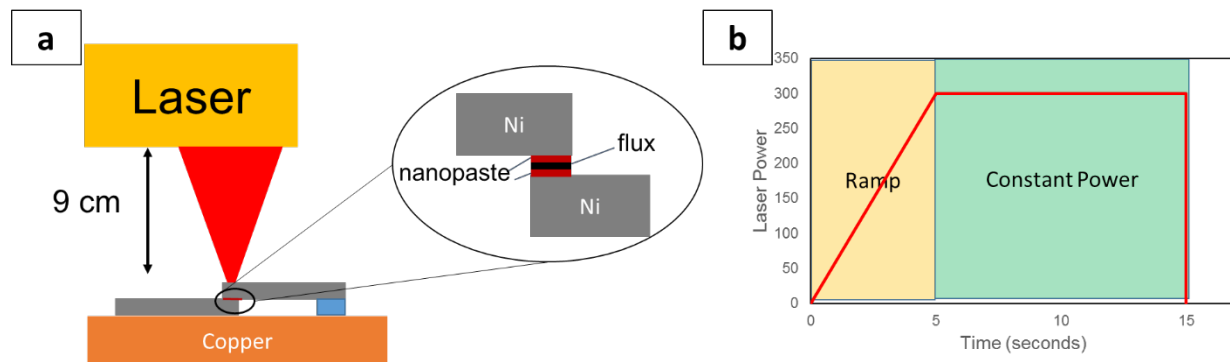 a
Laser
9 cm
Copper
Ni
nanopaste
flux
Ni
b
Laser Power
350
300
250
200
150
100
50
0
Ramp
Constant Power
0
5
10
15
Time (seconds)